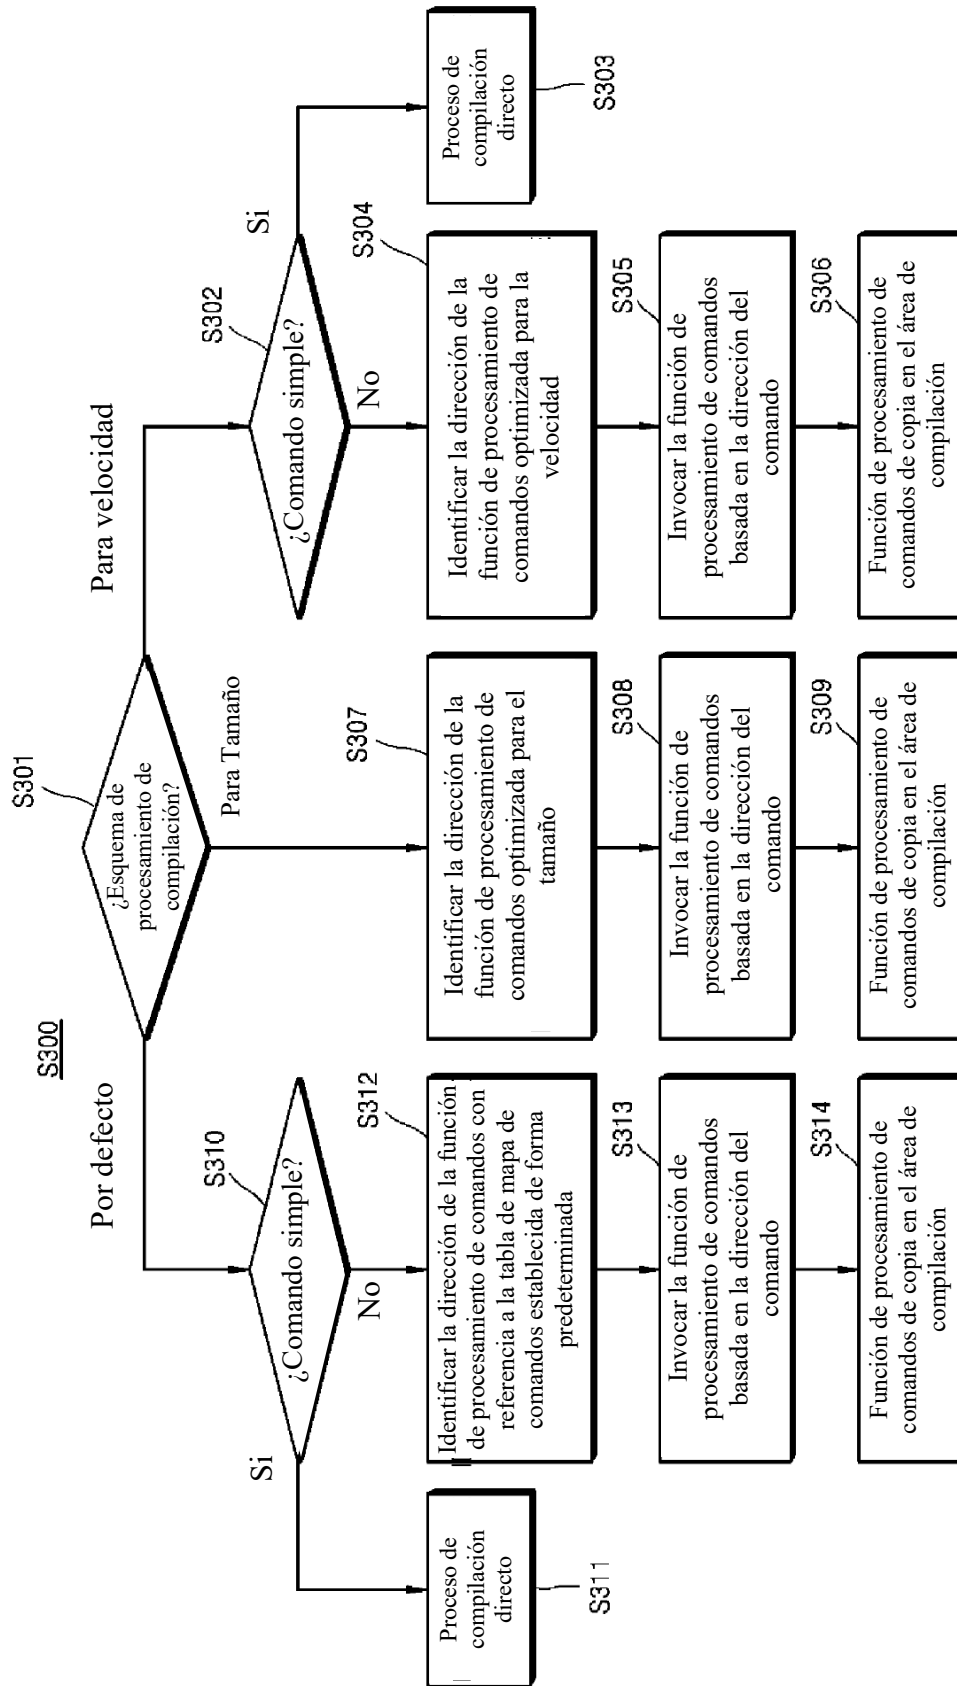 S300
S301
¿Esquema de
procesamiento de
compilación?
Por defecto
Para Tamaño
Para velocidad
S310
¿Comando simple?
Si
No
S302
¿Comando simple?
No
Si
Proceso de
compilación
directo
S311
S312
Identificar la dirección de la función
de procesamiento de comandos con
referencia a la tabla de mapa de
comandos establecida de forma
predeterminada
S307
Identificar la dirección de la
función de procesamiento de
comandos optimizada para el
tamaño
S304
Identificar la dirección de la
función de procesamiento de
comandos optimizada para la
velocidad
Proceso de
compilación
directo
S303
S313
Invocar la función de
procesamiento de comandos
basada en la dirección del
comando
S308
Invocar la función de
procesamiento de comandos
basada en la dirección del
comando
S305
Invocar la función de
procesamiento de comandos
basada en la dirección del
comando
S314
Función de procesamiento de
comandos de copia en el área de
compilación
S309
Función de procesamiento de
comandos de copia en el área de
compilación
S306
Función de procesamiento de
comandos de copia en el área de
compilación